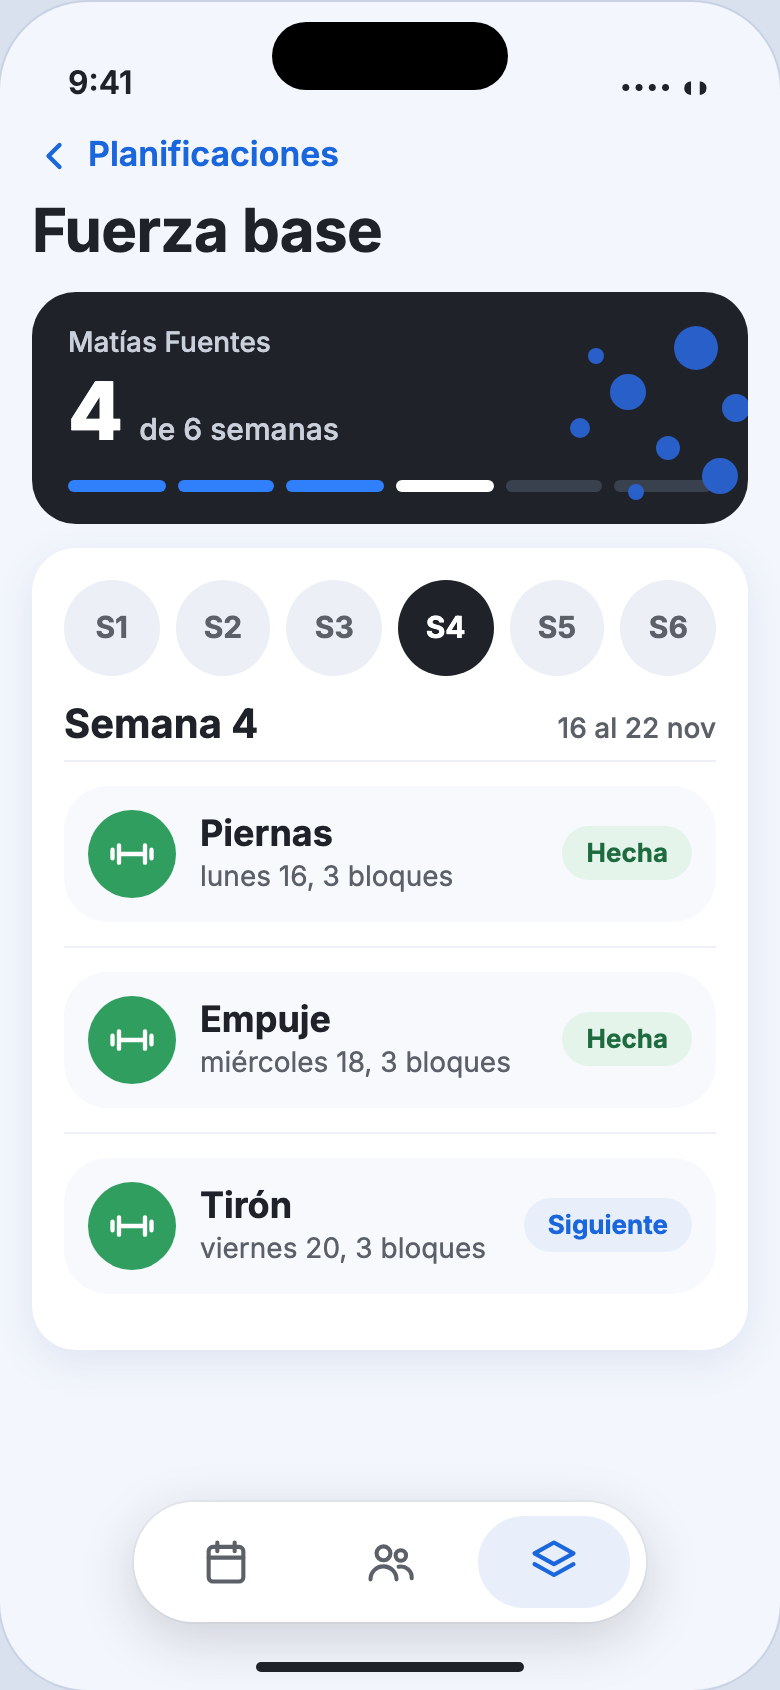 9:41
Planificaciones
Fuerza base
Matías Fuentes
4 de 6 semanas
S1 S2 S3 S4 S5 S6
Semana 4 16 al 22 nov
Piernas
lunes 16, 3 bloques
Hecha
Empuje
miércoles 18, 3 bloques
Hecha
Tirón
viernes 20, 3 bloques
Siguiente